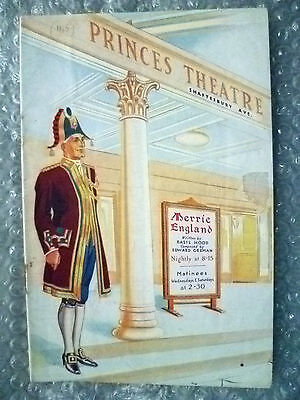 PRINCES THEATRE
SHAFTESBURY AVE.
Merrie
England
Written by
BASIL HOOD
Composed by
EDWARD GERMAN
Nightly at 8·15
Matinees
Wednesdays & Saturdays
at 2-30